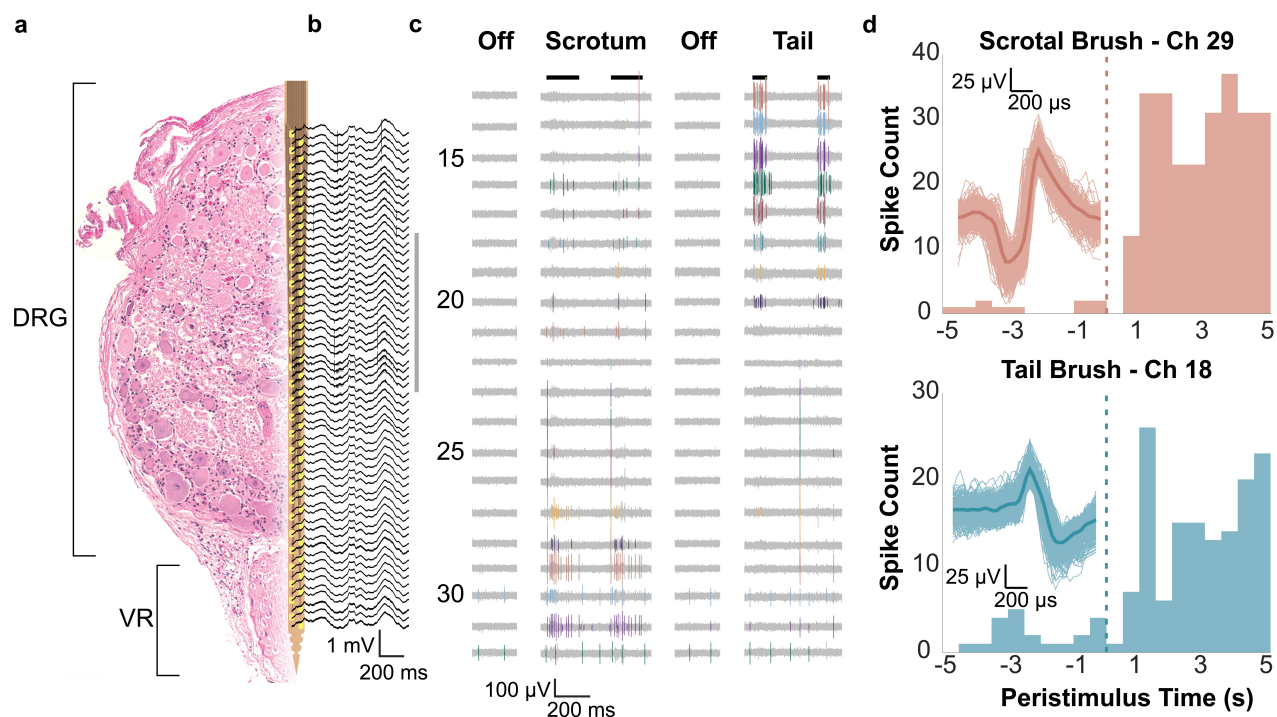 a
b
c
d
DRG
VR
1 mV
200 ms
Off
Scrotum
Off
Tail
15
20
25
30
100 µV
200 ms
Scrotal Brush - Ch 29
40
30
20
10
0
Spike Count
25 µV
200 µs
-5
-3
-1
1
3
5
Tail Brush - Ch 18
30
20
10
0
Spike Count
25 µV
200 µs
-5
-3
-1
1
3
5
Peristimulus Time (s)